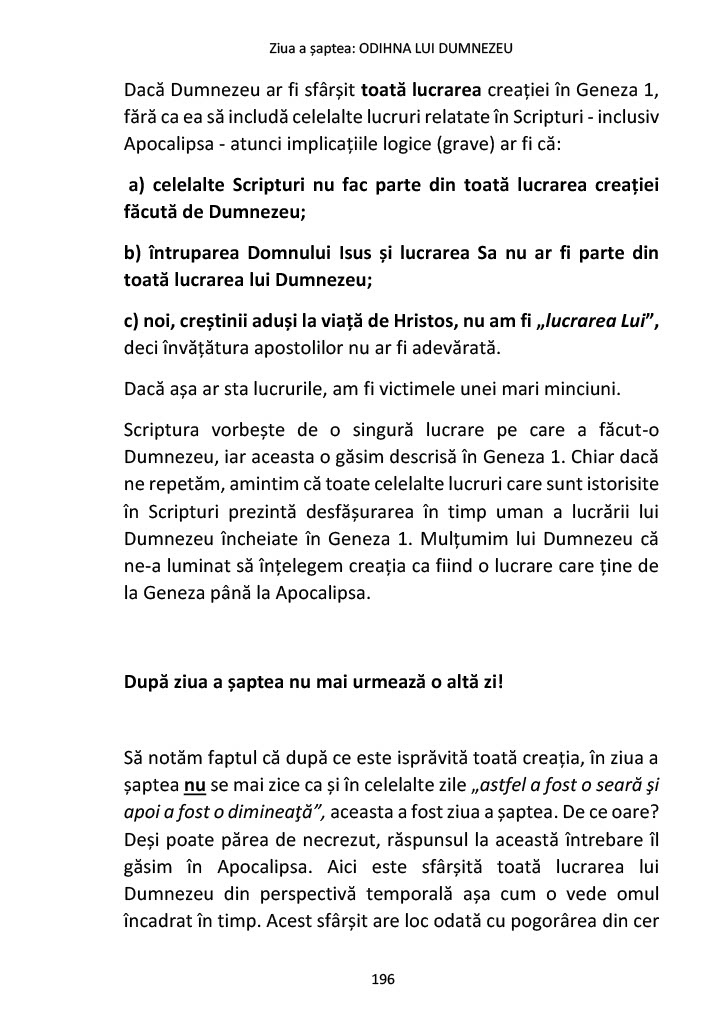 Ziua a șaptea: ODIHNA LUI DUMNEZEU
Dacă Dumnezeu ar fi sfârșit toată lucrarea creației în Geneza 1,
fără ca ea să includă celelalte lucruri relatate în Scripturi - inclusiv
Apocalipsa - atunci implicațiile logice (grave) ar fi că:
a) celelalte Scripturi nu fac parte din toată lucrarea creației
făcută de Dumnezeu;
b) întruparea Domnului Isus și lucrarea Sa nu ar fi parte din
toată lucrarea lui Dumnezeu;
c) noi, creștinii aduși la viață de Hristos, nu am fi „lucrarea Lui”,
deci învățătura apostolilor nu ar fi adevărată.
Dacă așa ar sta lucrurile, am fi victimele unei mari minciuni.
Scriptura vorbește de o singură lucrare pe care a făcut-o
Dumnezeu, iar aceasta o găsim descrisă în Geneza 1. Chiar dacă
ne repetăm, amintim că toate celelalte lucruri care sunt istorisite
în Scripturi prezintă desfășurarea în timp uman a lucrării lui
Dumnezeu încheiate în Geneza 1. Mulțumim lui Dumnezeu că
ne-a luminat să înțelegem creația ca fiind o lucrare care ține de
la Geneza până la Apocalipsa.
După ziua a șaptea nu mai urmează o altă zi!
Să notăm faptul că după ce este isprăvită toată creația, în ziua a
șaptea nu se mai zice ca și în celelalte zile „astfel a fost o seară şi
apoi a fost o dimineaţă”, aceasta a fost ziua a șaptea. De ce oare?
Deși poate părea de necrezut, răspunsul la această întrebare îl
găsim în Apocalipsa. Aici este sfârșită toată lucrarea lui
Dumnezeu din perspectivă temporală așa cum o vede omul
încadrat în timp. Acest sfârșit are loc odată cu pogorârea din cer
196